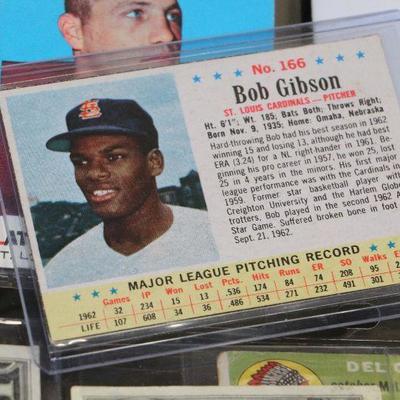 No. 166
Bob Gibson
ST. LOUIS CARDINALS — PITCHER
Ht. 6'1"; Wt. 185; Bats Both; Throws Right;
Born Nov. 9, 1935; Home: Omaha, Nebraska
Hard throwing Bob had his best season in 1962
winning 15 and losing 13, although he had best
ERA (3.24) for a NL right hander in 1961. Be-
ginning his pro career in 1957, he won 25, lost
25 in a 4 years in the minors. His first major
league performance was with the Cardinals in
1959. Former star basketball player with
Creighton University and the Harlem Globe
trotters, Bob played in the second 1962 A
Star Game. Suffered broken bone in foot
Sept. 21, 1962.
MAJOR LEAGUE PITCHING RECORD
Games IP Won Lost Pct. Hits Runs ER SO Walks E
1962 32 234 15 13 .536 174 84 74 208 95 2
LIFE 107 608 34 36 .486 534 271 232 504 316
DEL